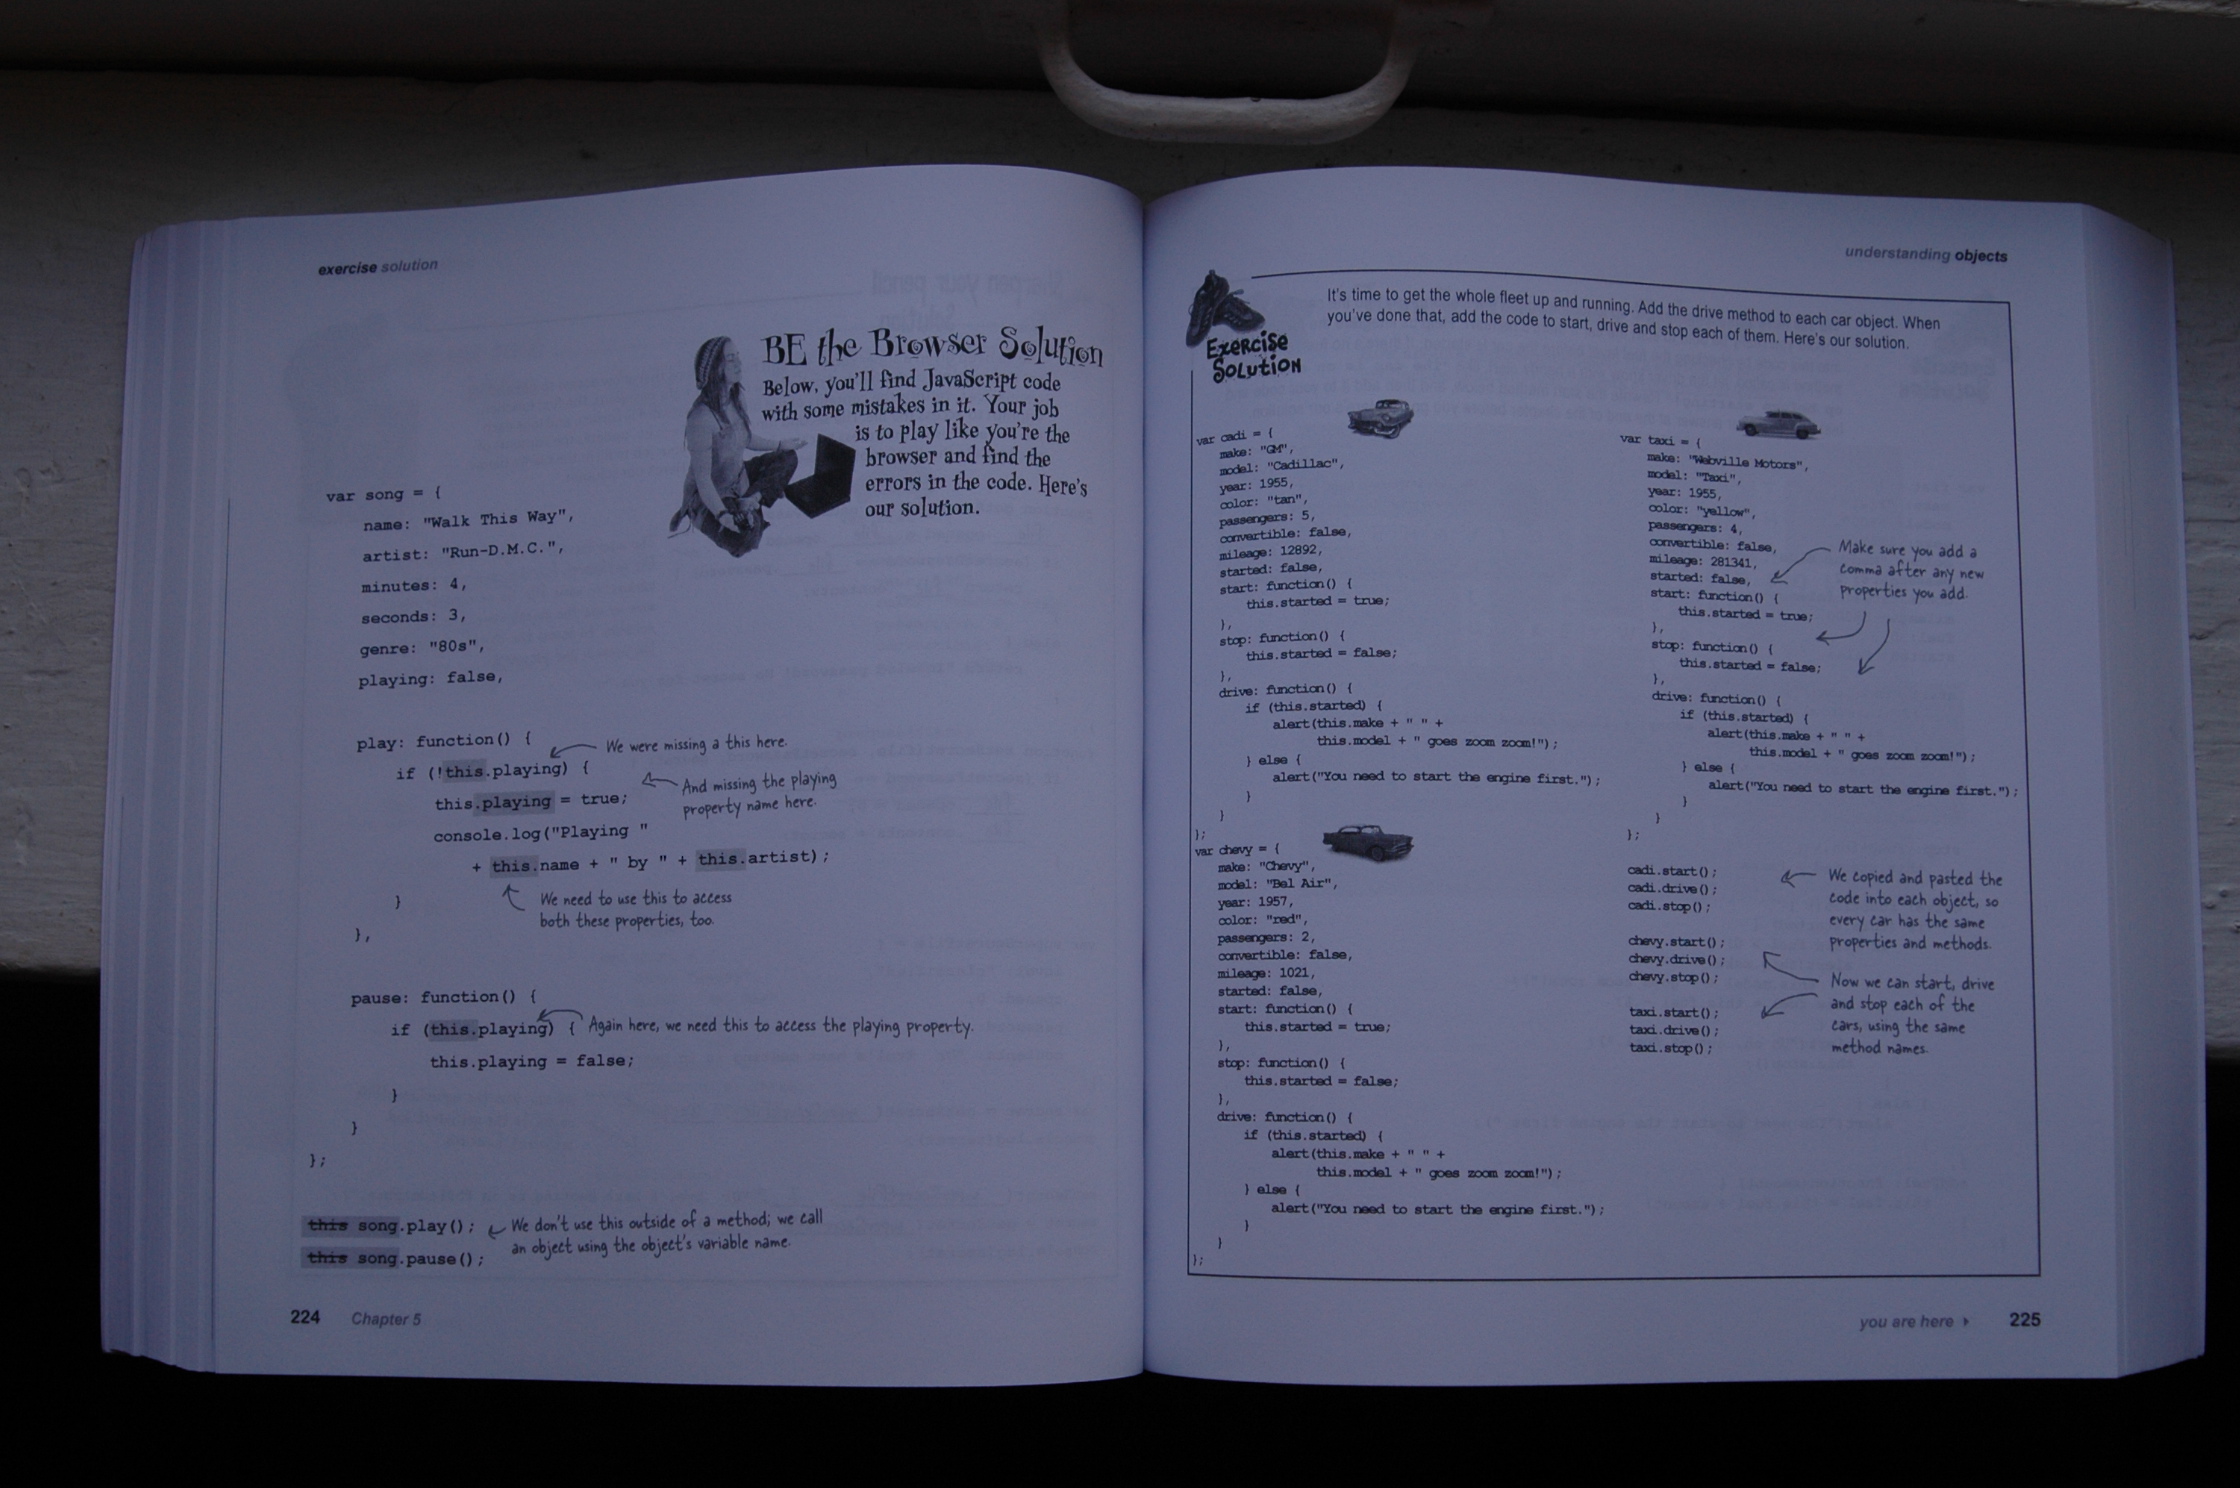 exercise solution
BE the Browser Solution
Below, you'll find JavaScript code
with some mistakes in it. Your job
is to play like you're the
browser and find the
errors in the code. Here's
our solution.
var song = {
name: "Walk This Way",
artist: "Run-D.M.C.",
minutes: 4,
seconds: 3,
genre: "80s",
playing: false,
play: function() {
We were missing a this here.
if (!this.playing) {
And missing the playing
property name here.
this.playing = true;
console.log("Playing "
+ this.name + " by " + this.artist);
We need to use this to access
both these properties, too.
}
},
pause: function() {
if (this.playing) {
Again here, we need this to access the playing property.
this.playing = false;
}
}
};
this song.play();
this song.pause();
We don't use this outside of a method; we call
an object using the object's variable name.
224 Chapter 5
understanding objects
Exercise
Solution
It's time to get the whole fleet up and running. Add the drive method to each car object. When
you've done that, add the code to start, drive and stop each of them. Here's our solution.
var cadi = {
make: "GM",
model: "Cadillac",
year: 1955,
color: "tan",
passengers: 5,
convertible: false,
mileage: 12892,
started: false,
start: function() {
this.started = true;
},
stop: function() {
this.started = false;
},
drive: function() {
if (this.started) {
alert(this.make + " " +
this.model + " goes zoom zoom!");
} else {
alert("You need to start the engine first.");
}
}
};
var chevy = {
make: "Chevy",
model: "Bel Air",
year: 1957,
color: "red",
passengers: 2,
convertible: false,
mileage: 1021,
started: false,
start: function() {
this.started = true;
},
stop: function() {
this.started = false;
},
drive: function() {
if (this.started) {
alert(this.make + " " +
this.model + " goes zoom zoom!");
} else {
alert("You need to start the engine first.");
}
}
};
var taxi = {
make: "Webville Motors",
model: "Taxi",
year: 1955,
color: "yellow",
passengers: 4,
convertible: false,
mileage: 281341,
started: false,
start: function() {
this.started = true;
},
stop: function() {
this.started = false;
},
drive: function() {
if (this.started) {
alert(this.make + " " +
this.model + " goes zoom zoom!");
} else {
alert("You need to start the engine first.");
}
}
};
Make sure you add a
comma after any new
properties you add.
cadi.start();
cadi.drive();
cadi.stop();
chevy.start();
chevy.drive();
chevy.stop();
taxi.start();
taxi.drive();
taxi.stop();
We copied and pasted the
code into each object, so
every car has the same
properties and methods.
Now we can start, drive
and stop each of the
cars, using the same
method names.
you are here 225